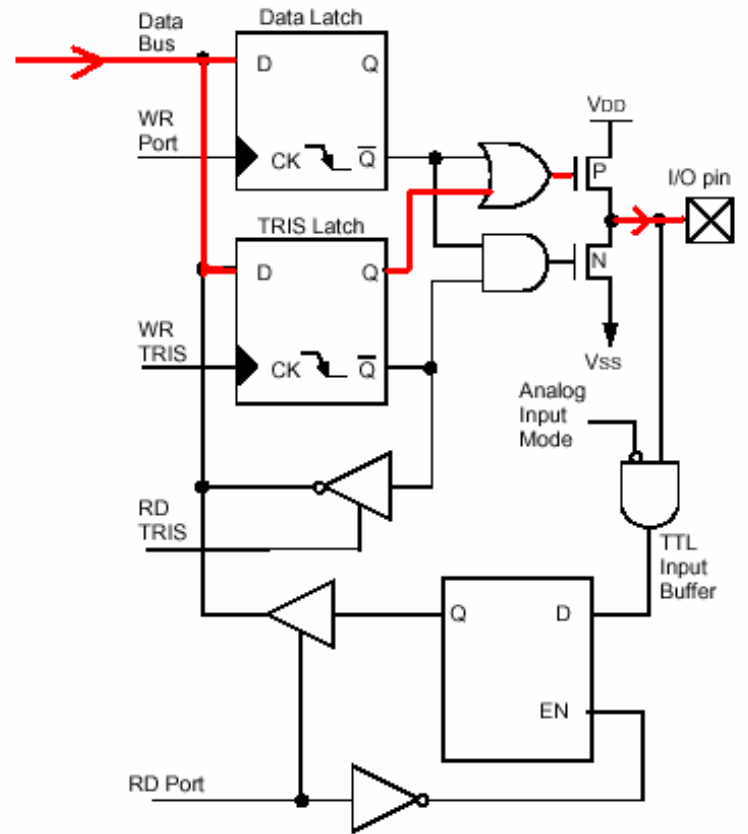 Data
Bus
Data Latch
D
Q
WR
Port
CK
Q
VDD
P
I/O pin
TRIS Latch
D
Q
N
WR
TRIS
CK
Q
VSS
Analog
Input
Mode
RD
TRIS
TTL
Input
Buffer
Q
D
EN
RD Port